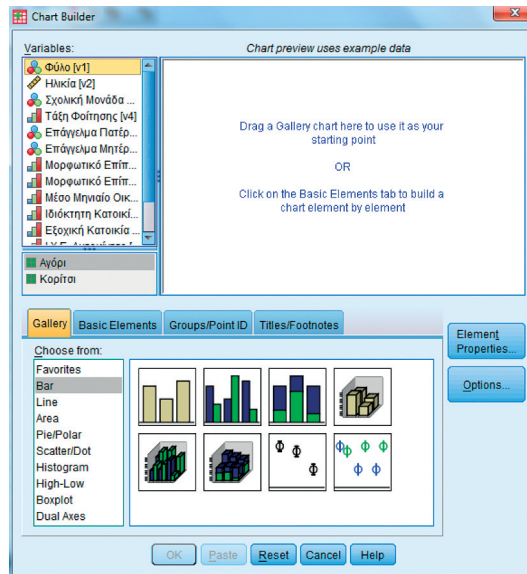 Chart Builder
Variables:
Chart preview uses example data
Φύλο [v1]
Ηλικία [v2]
Σχολική Μονάδα ...
Τάξη Φοίτησης [v4]
Επάγγελμα Πατέρ...
Επάγγελμα Μητέρ...
Μορφωτικό Επίπ...
Μορφωτικό Επίπ...
Μέσο Μηνιαίο Οικ...
Ιδιόκτητη Κατοικί...
Εξοχική Κατοικία ...
Αγόρι
Κορίτσι
Drag a Gallery chart here to use it as your
starting point
OR
Click on the Basic Elements tab to build a
chart element by element
Gallery
Basic Elements
Groups/Point ID
Titles/Footnotes
Choose from:
Favorites
Bar
Line
Area
Pie/Polar
Scatter/Dot
Histogram
High-Low
Boxplot
Dual Axes
Element
Properties...
Options...
OK
Paste
Reset
Cancel
Help